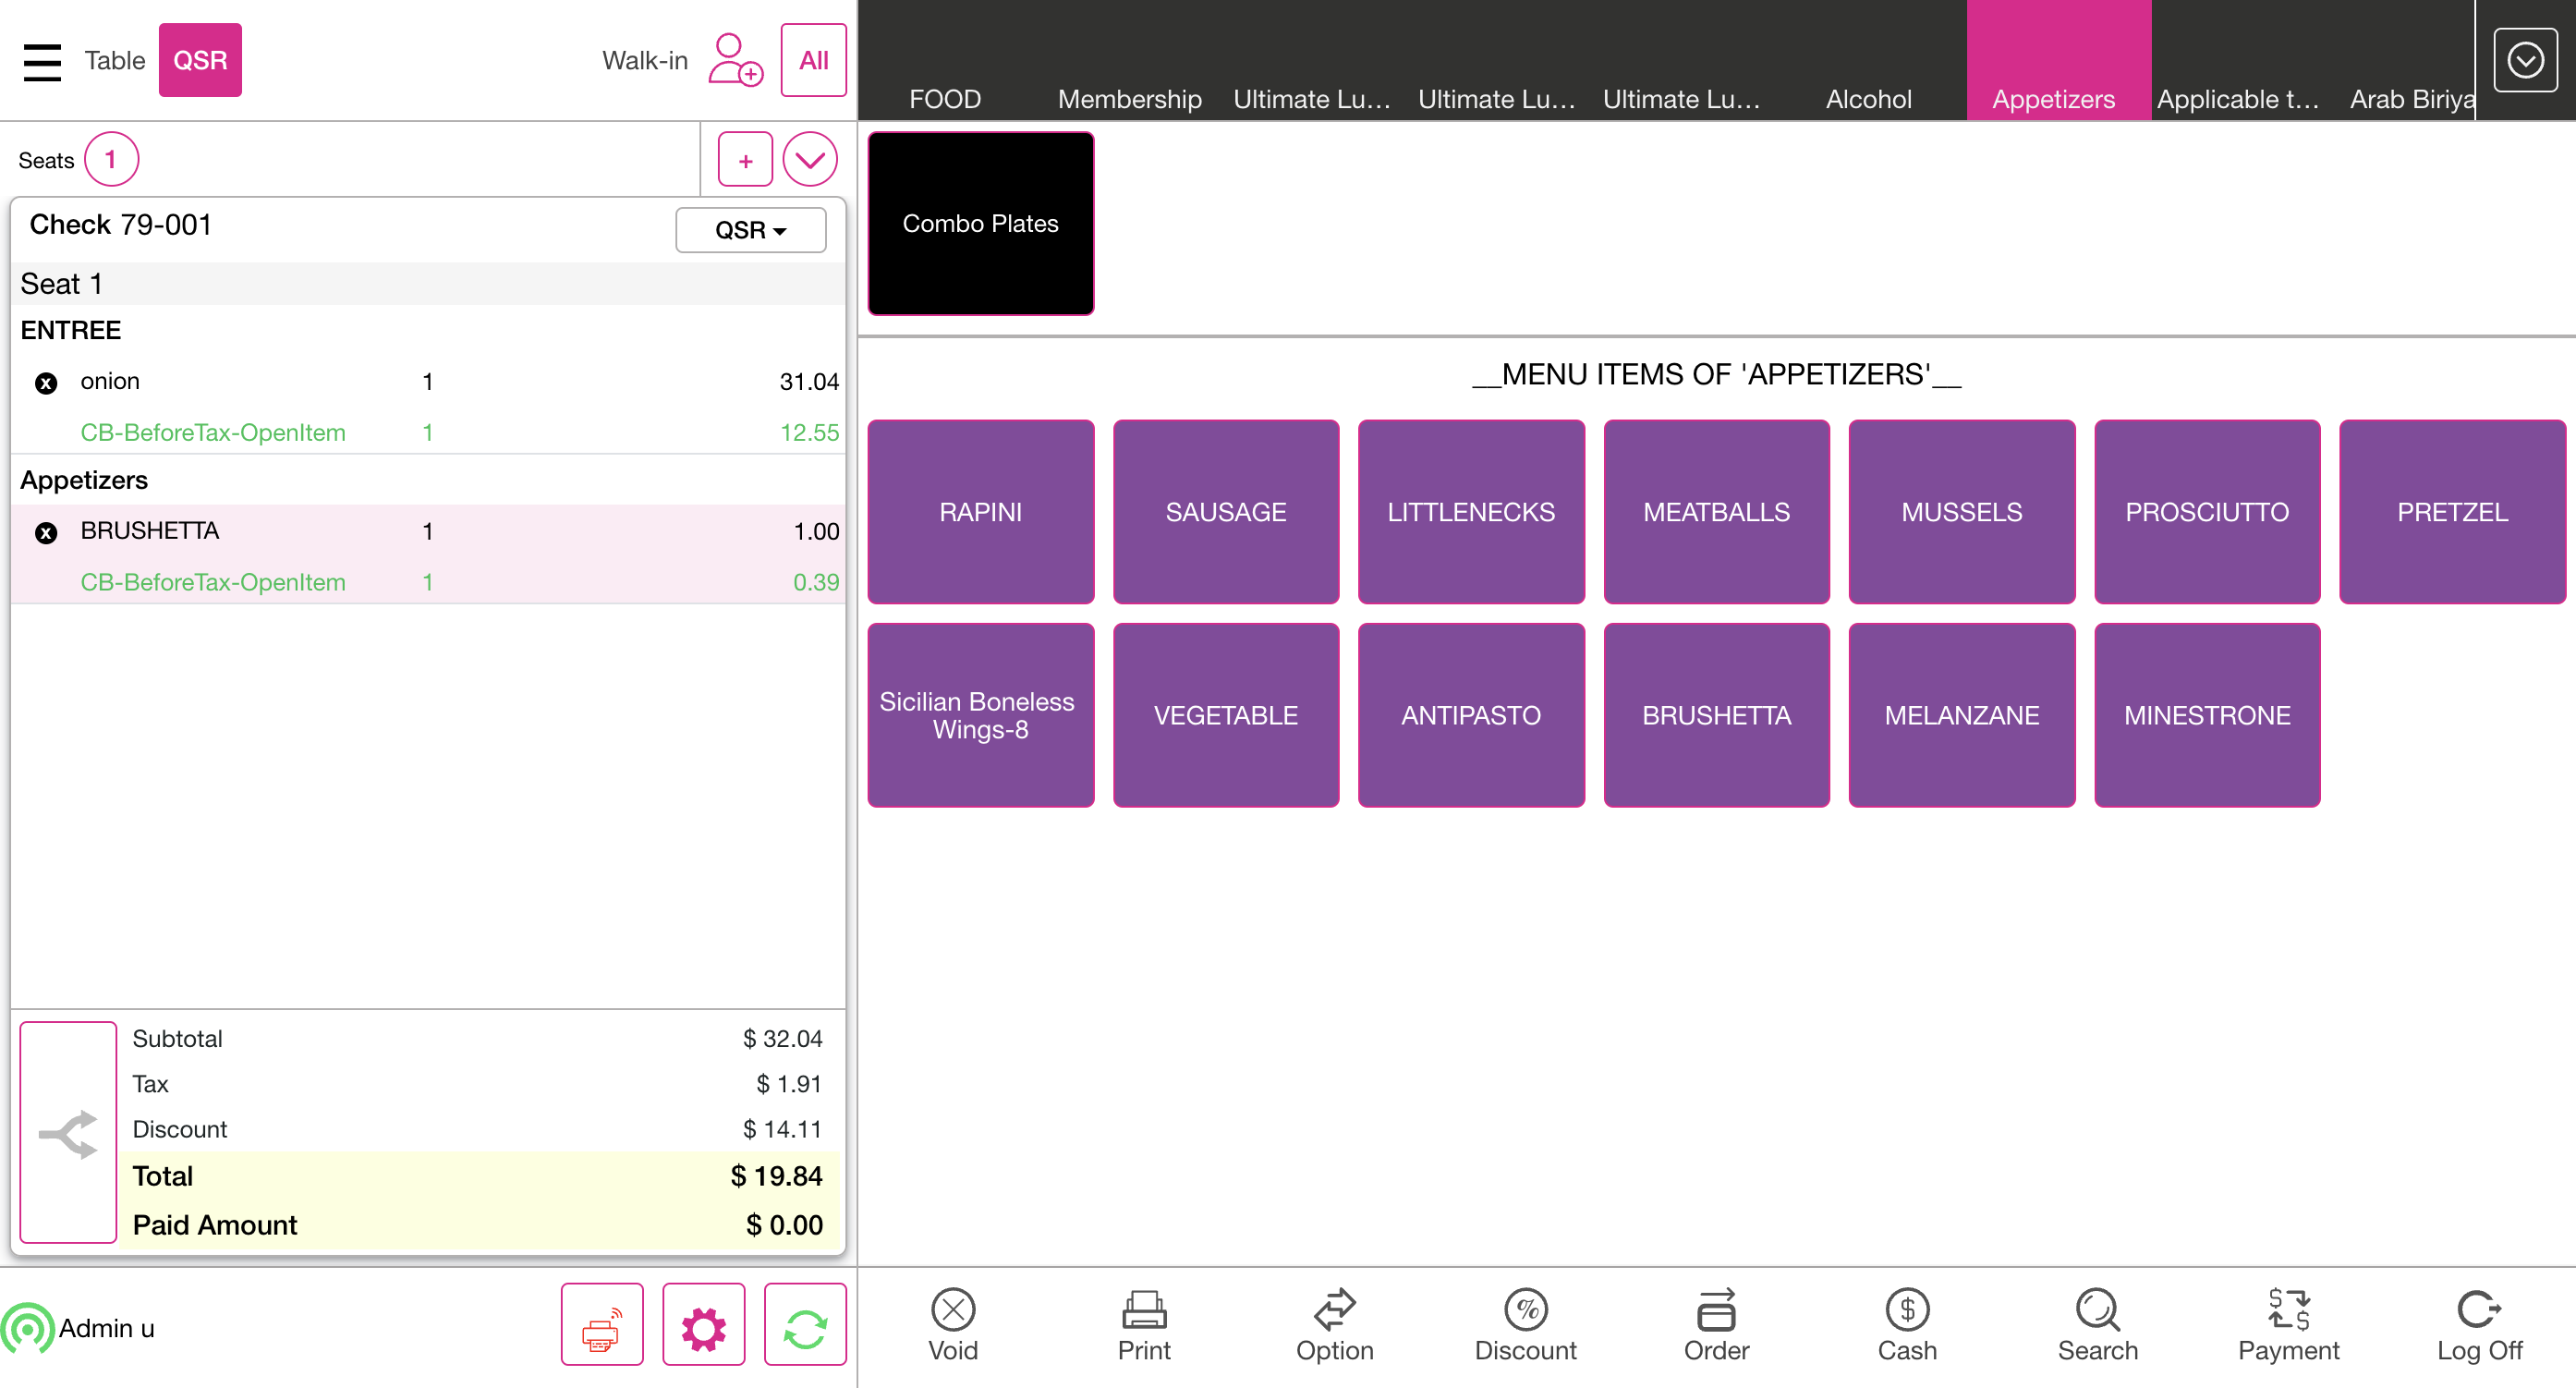 Table QSR Walk-in All
FOOD Membership Ultimate Lu... Ultimate Lu... Ultimate Lu... Alcohol Appetizers Applicable t... Arab Biriya
Seats 1 +
Check 79-001 QSR
Seat 1
ENTREE
x onion 1 31.04
CB-BeforeTax-OpenItem 1 12.55
Appetizers
x BRUSHETTA 1 1.00
CB-BeforeTax-OpenItem 1 0.39
Subtotal $ 32.04
Tax $ 1.91
Discount $ 14.11
Total $ 19.84
Paid Amount $ 0.00
Admin u
Combo Plates
__MENU ITEMS OF 'APPETIZERS'__
RAPINI SAUSAGE LITTLENECKS MEATBALLS MUSSELS PROSCIUTTO PRETZEL
Sicilian Boneless
Wings-8
VEGETABLE ANTIPASTO BRUSHETTA MELANZANE MINESTRONE
Void Print Option Discount Order Cash Search Payment Log Off